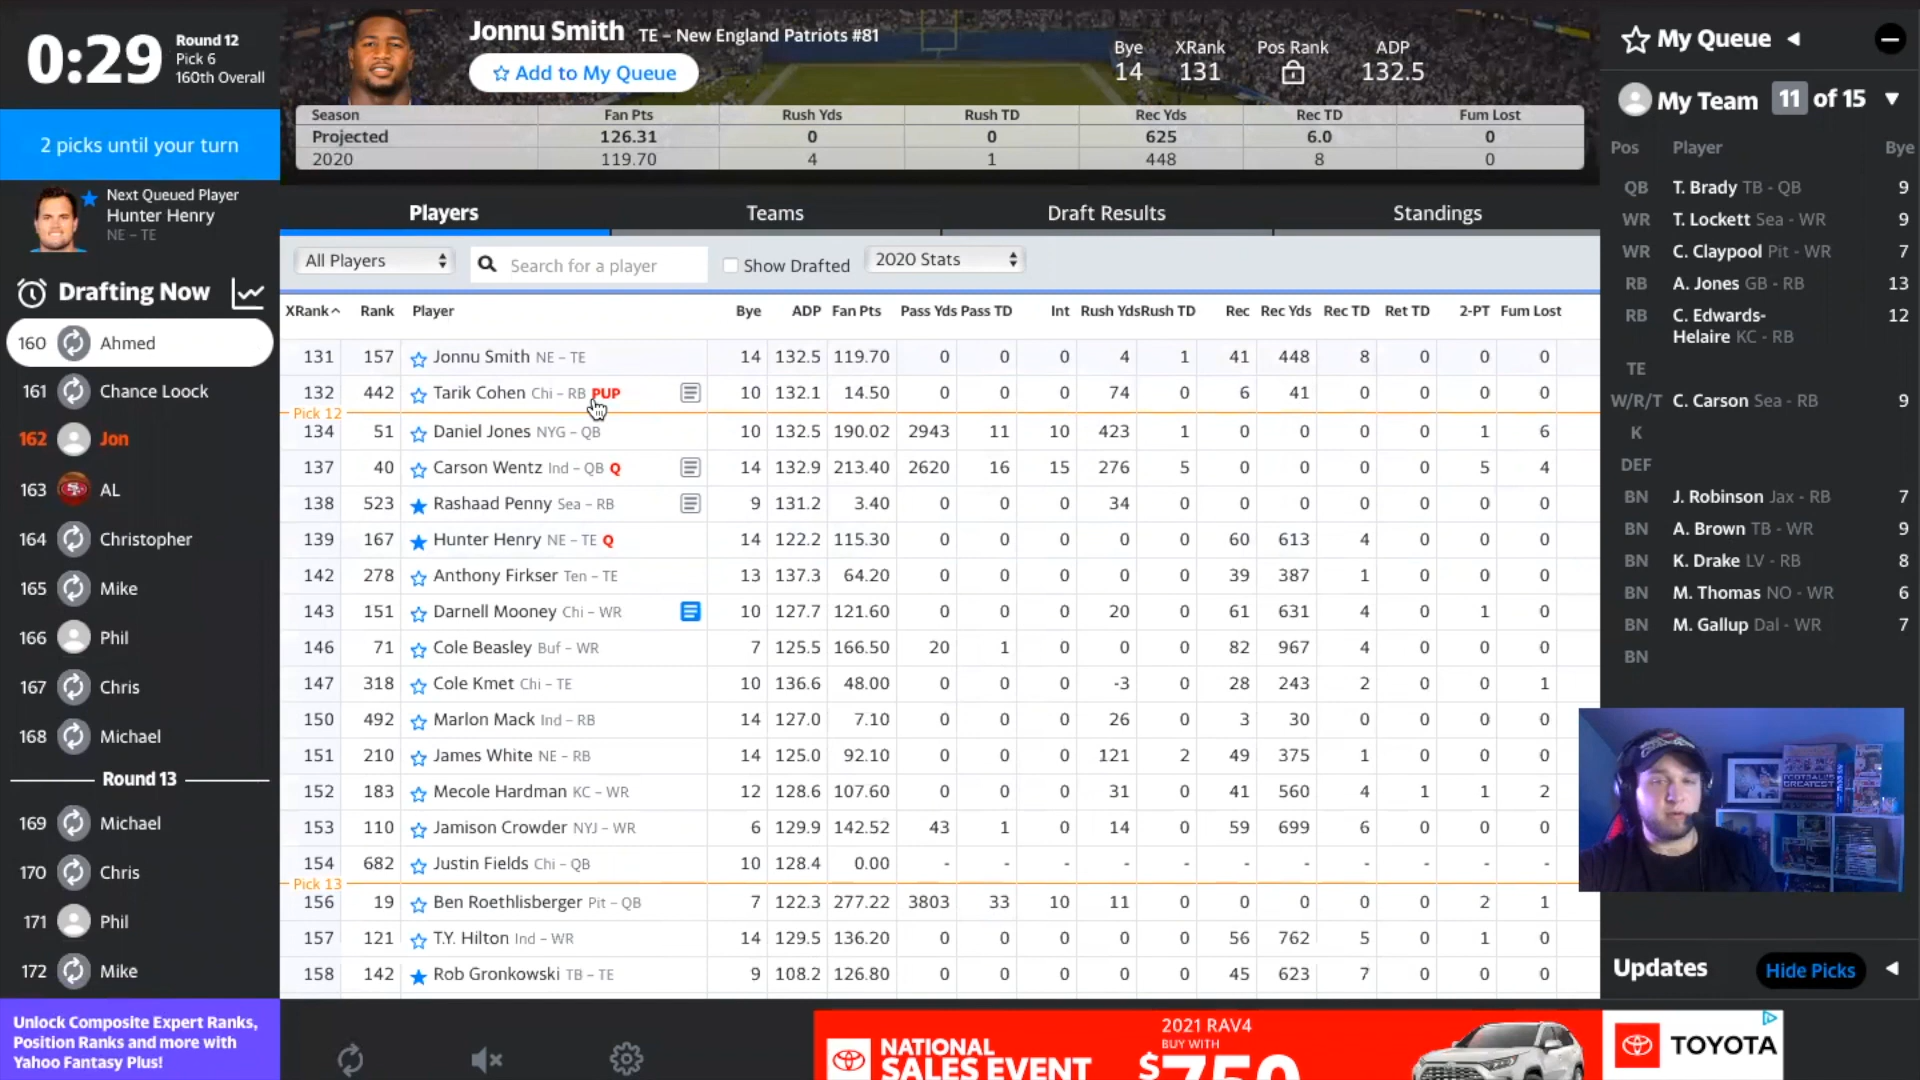 0:29
Round 12
Pick 6
160th Overall
2 picks until your turn
Next Queued Player
Hunter Henry
NE – TE
Drafting Now
160 Ahmed
161 Chance Loock
162 Jon
163 AL
164 Christopher
165 Mike
166 Phil
167 Chris
168 Michael
Round 13
169 Michael
170 Chris
171 Phil
172 Mike
Unlock Composite Expert Ranks,
Position Ranks and more with
Yahoo Fantasy Plus!
Jonnu Smith TE – New England Patriots #81
Add to My Queue
Bye XRank Pos Rank ADP
14 131 132.5
Season Fan Pts Rush Yds Rush TD Rec Yds Rec TD Fum Lost
Projected 126.31 0 0 625 6.0 0
2020 119.70 4 1 448 8 0
Players Teams Draft Results Standings
All Players Search for a player Show Drafted 2020 Stats
XRank Rank Player Bye ADP Fan Pts Pass Yds Pass TD Int Rush Yds Rush TD Rec Rec Yds Rec TD Ret TD 2-PT Fum Lost
131 157 Jonnu Smith NE – TE 14 132.5 119.70 0 0 0 4 1 41 448 8 0 0 0
132 442 Tarik Cohen Chi – RB PUP 10 132.1 14.50 0 0 0 74 0 6 41 0 0 0 0
Pick 12
134 51 Daniel Jones NYG – QB 10 132.5 190.02 2943 11 10 423 1 0 0 0 0 1 6
137 40 Carson Wentz Ind – QB Q 14 132.9 213.40 2620 16 15 276 5 0 0 0 0 5 4
138 523 Rashaad Penny Sea – RB 9 131.2 3.40 0 0 0 34 0 0 0 0 0 0 0
139 167 Hunter Henry NE – TE Q 14 122.2 115.30 0 0 0 0 0 60 613 4 0 0 0
142 278 Anthony Firkser Ten – TE 13 137.3 64.20 0 0 0 0 0 39 387 1 0 0 0
143 151 Darnell Mooney Chi – WR 10 127.7 121.60 0 0 0 20 0 61 631 4 0 1 0
146 71 Cole Beasley Buf – WR 7 125.5 166.50 20 1 0 0 0 82 967 4 0 0 0
147 318 Cole Kmet Chi – TE 10 136.6 48.00 0 0 0 -3 0 28 243 2 0 0 1
150 492 Marlon Mack Ind – RB 14 127.0 7.10 0 0 0 26 0 3 30 0 0 0 0
151 210 James White NE – RB 14 125.0 92.10 0 0 0 121 2 49 375 1 0 0 0
152 183 Mecole Hardman KC – WR 12 128.6 107.60 0 0 0 31 0 41 560 4 1 1 2
153 110 Jamison Crowder NYJ – WR 6 129.9 142.52 43 1 0 14 0 59 699 6 0 0 0
154 682 Justin Fields Chi – QB 10 128.4 0.00 - - - - - - - - - - -
Pick 13
156 19 Ben Roethlisberger Pit – QB 7 122.3 277.22 3803 33 10 11 0 0 0 0 0 2 1
157 121 T.Y. Hilton Ind – WR 14 129.5 136.20 0 0 0 0 0 56 762 5 0 1 0
158 142 Rob Gronkowski TB – TE 9 108.2 126.80 0 0 0 0 0 45 623 7 0 0 0
My Queue
My Team 11 of 15
Pos Player Bye
QB T. Brady TB - QB 9
WR T. Lockett Sea - WR 9
WR C. Claypool Pit - WR 7
RB A. Jones GB - RB 13
RB C. Edwards- 12
Helaire KC - RB
TE
W/R/T C. Carson Sea - RB 9
K
DEF
BN J. Robinson Jax - RB 7
BN A. Brown TB - WR 9
BN K. Drake LV - RB 8
BN M. Thomas NO - WR 6
BN M. Gallup Dal - WR 7
BN
Updates Hide Picks
NATIONAL
SALES EVENT
2021 RAV4
BUY WITH
$750
TOYOTA